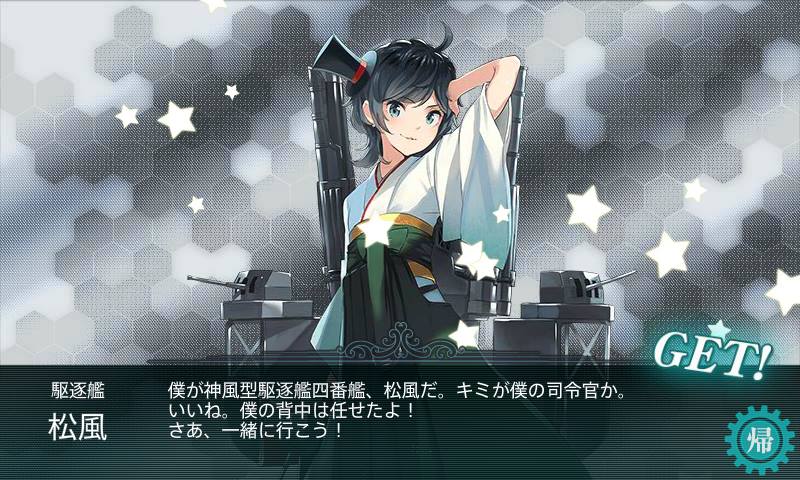 GET!
駆逐艦
松風
僕が神風型駆逐艦四番艦、松風だ。キミが僕の司令官か。
いいね。僕の背中は任せたよ！
さあ、一緒に行こう！
帰